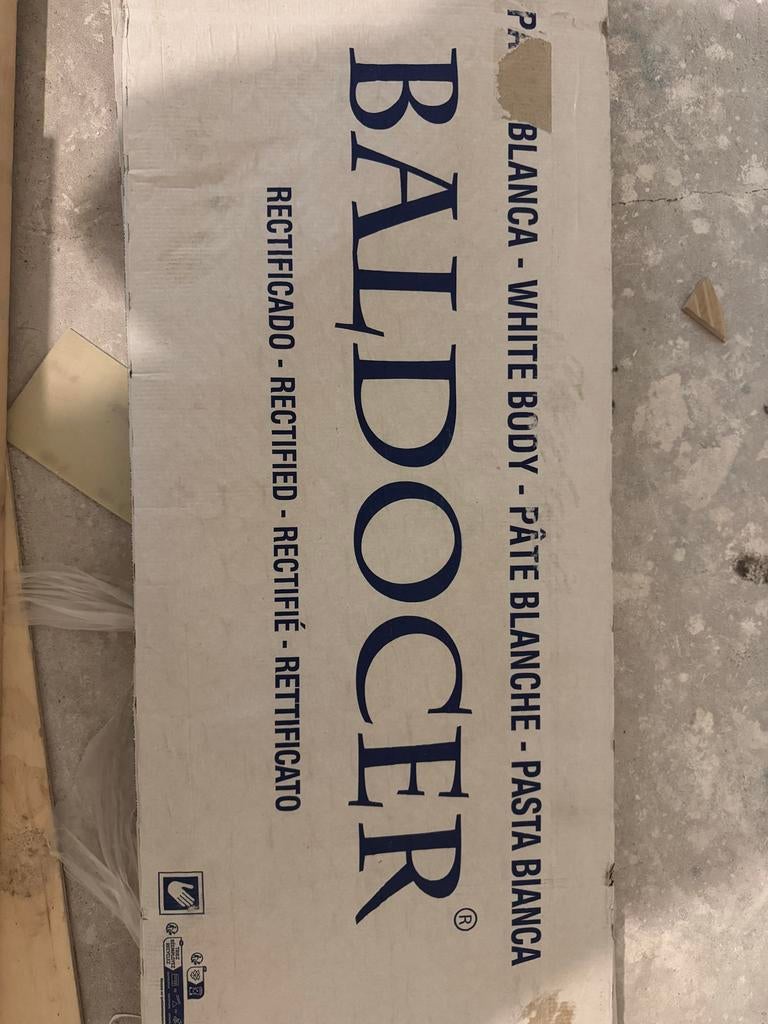 BLANCA - WHITE BODY - PÂTE BLANCHE - PASTA BIANCA
BALDOCER®
RECTIFICADO - RECTIFIED - RECTIFIÉ - RETTIFICATO